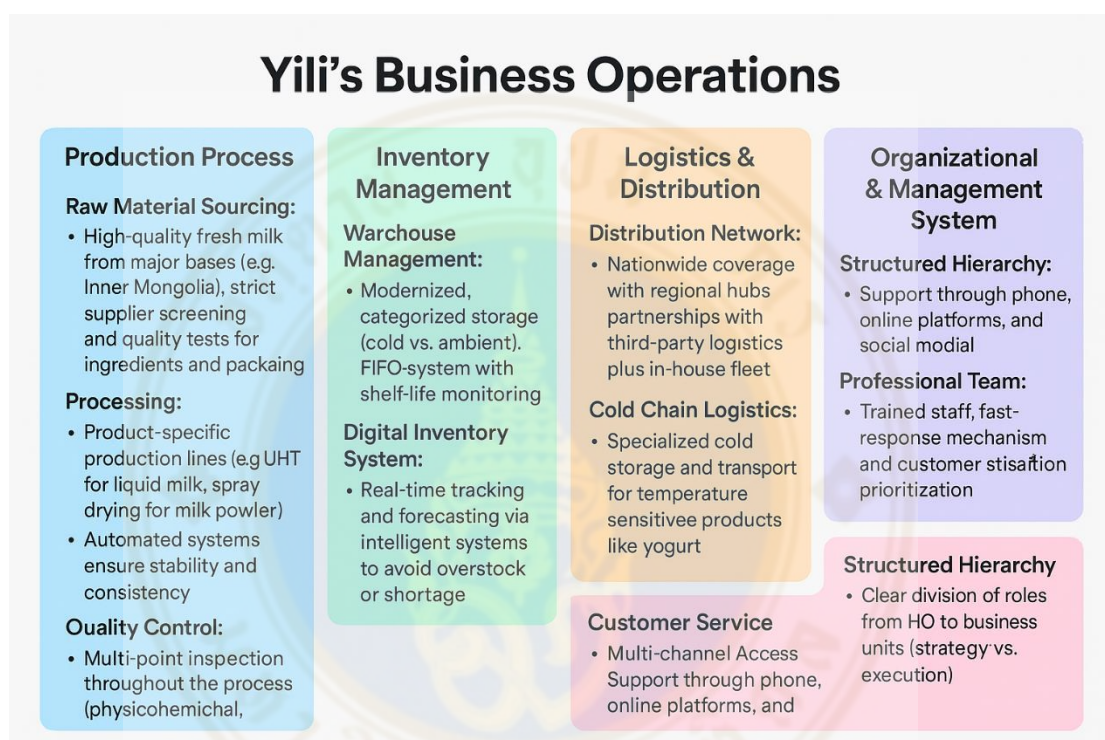 Yili's Business Operations
Production Process
Raw Material Sourcing:
• High-quality fresh milk
from major bases (e.g.
Inner Mongolia), strict
supplier screening
and quality tests for
ingredients and packaing
Processing:
• Product-specific
production lines (e.g UHT
for liquid milk, spray
drying for milk powler)
• Automated systems
ensure stability and
consistency
Ouality Control:
• Multi-point inspection
throughout the process
(physicohemichal,
Inventory
Management
Warchouse
Management:
• Modernized,
categorized storage
(cold vs. ambient).
FIFO-system with
shelf-life monitoring
Digital Inventory
System:
• Real-time tracking
and forecasting via
intelligent systems
to avoid overstock
or shortage
Logistics &
Distribution
Distribution Network:
• Nationwide coverage
with regional hubs
partnerships with
third-party logistics
plus in-house fleet
Cold Chain Logistics:
• Specialized cold
storage and transport
for temperature
sensitivee products
like yogurt
Organizational
& Management
System
Structured Hierarchy:
• Support through phone,
online platforms, and
social modial
Professional Team:
• Trained staff, fast-
response mechanism
and customer
prioritization
Customer Service
• Multi-channel Access
Support through phone,
online platforms, and
Structured Hierarchy
• Clear division of roles
from HO to business
units (strategy vs.
execution)